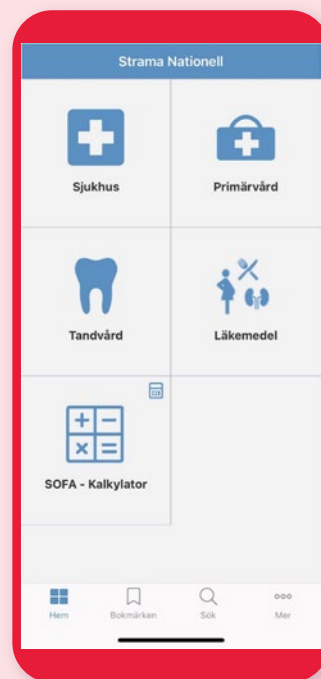 Strama Nationell
Sjukhus
Primärvård
Tandvård
Läkemedel
SOFA - Kalkylator
Hem
Bokmärken
Sök
Mer